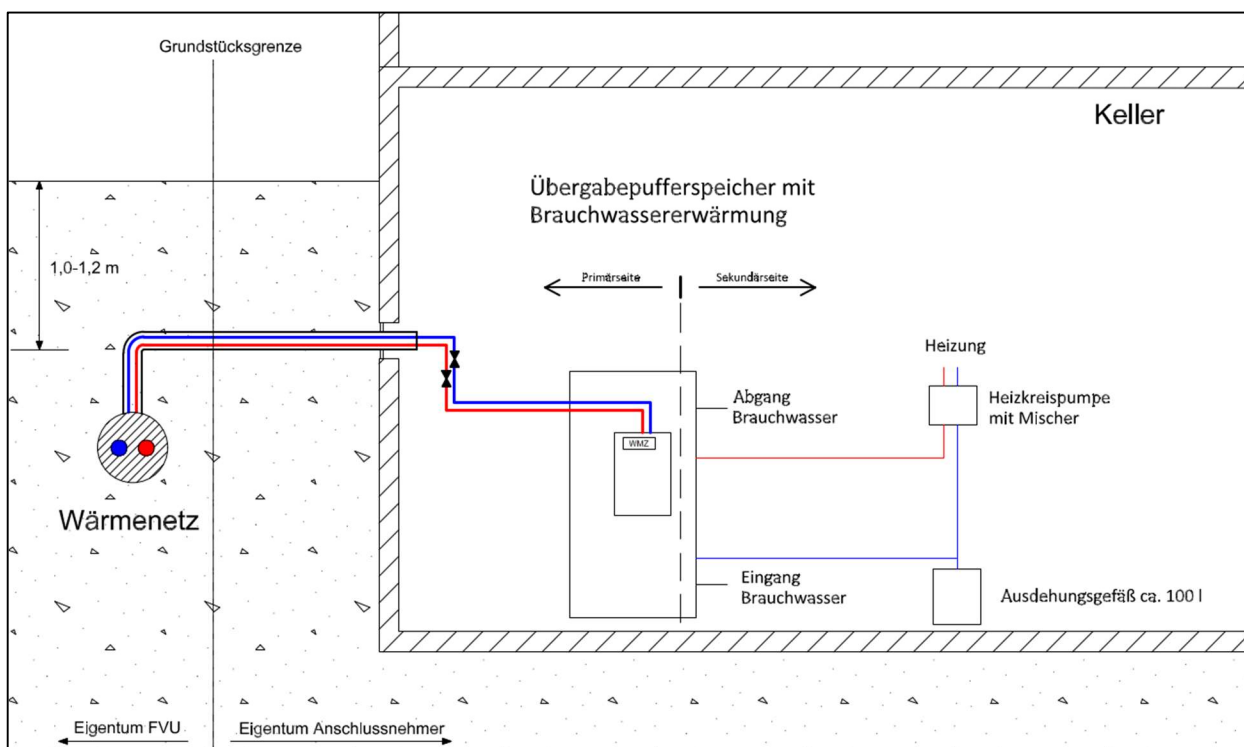 Grundstücksgrenze
Keller
Übergabepufferspeicher mit
Brauchwassererwärmung
1,0-1,2 m
Primärseite
Sekundärseite
Heizung
Abgang
Brauchwasser
Heizkreispumpe
mit Mischer
WMZ
Wärmenetz
Eingang
Brauchwasser
Ausdehungsgefäß ca. 100 l
Eigentum FVU
Eigentum Anschlussnehmer